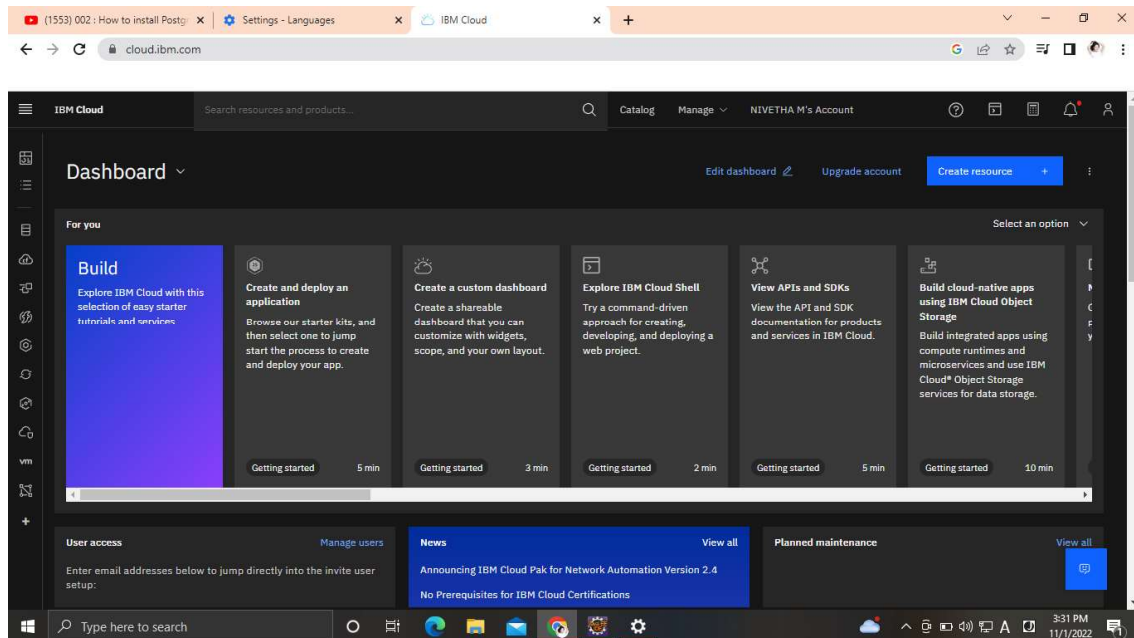 (1553) 002 : How to install Postg
Settings - Languages
IBM Cloud
cloud.ibm.com
IBM Cloud
Search resources and products...
Catalog
Manage
NIVETHA M's Account
Dashboard
Edit dashboard
Upgrade account
Create resource +
For you
Select an option
Build
Explore IBM Cloud with this
selection of easy starter
tutorials and services
Create and deploy an
application
Browse our starter kits, and
then select one to jump
start the process to create
and deploy your app.
Getting started
5 min
Create a custom dashboard
Create a shareable
dashboard that you can
customize with widgets,
scope, and your own layout.
Getting started
3 min
Explore IBM Cloud Shell
Try a command-driven
approach for creating,
developing, and deploying a
web project.
Getting started
2 min
View APIs and SDKs
View the API and SDK
documentation for products
and services in IBM Cloud.
Getting started
5 min
Build cloud-native apps
using IBM Cloud Object
Storage
Build integrated apps using
compute runtimes and
microservices and use IBM
Cloud® Object Storage
services for data storage.
Getting started
10 min
vm
User access
Manage users
Enter email addresses below to jump directly into the invite user
setup:
News
View all
Announcing IBM Cloud Pak for Network Automation Version 2.4
No Prerequisites for IBM Cloud Certifications
Planned maintenance
View all
Type here to search
A
3:31 PM
11/1/2022